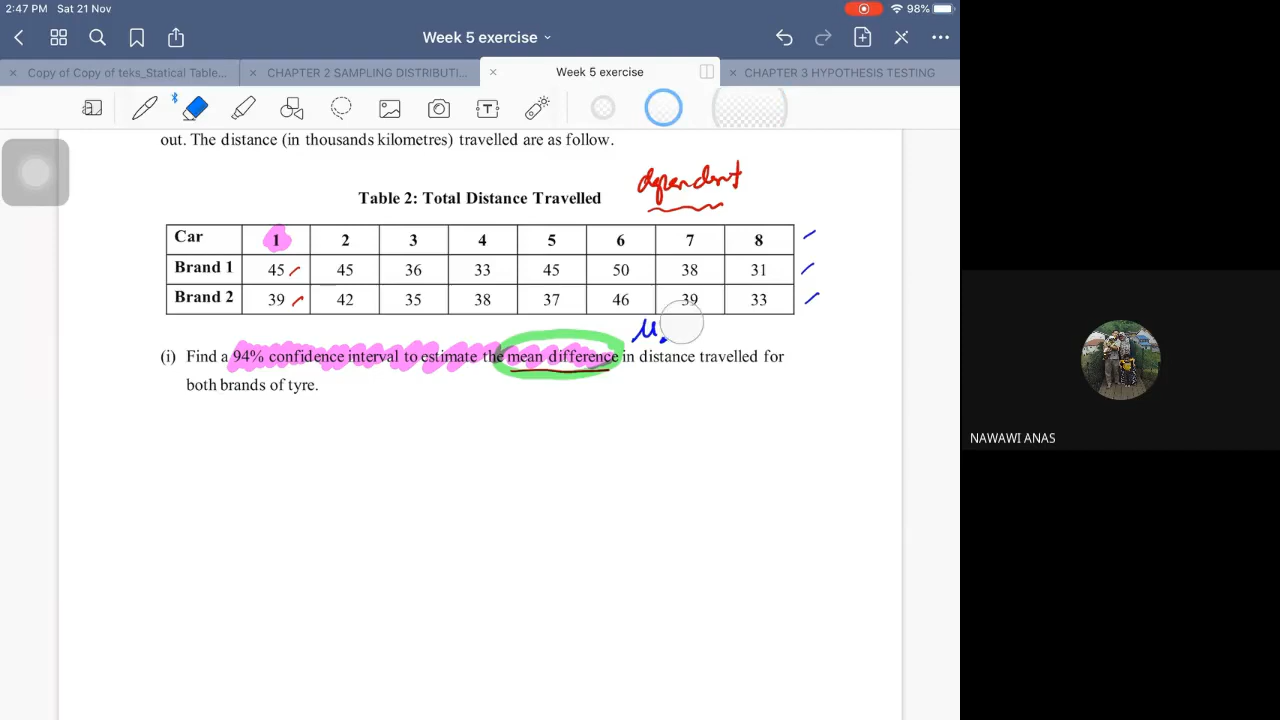 2:47 PM Sat 21 Nov
98%
Week 5 exercise
Copy of Copy of teks_Statical Table...
CHAPTER 2 SAMPLING DISTRIBUTI...
Week 5 exercise
CHAPTER 3 HYPOTHESIS TESTING
out. The distance (in thousands kilometres) travelled are as follow.
dependent
Table 2: Total Distance Travelled
Car 1 2 3 4 5 6 7 8
Brand 1 45 45 36 33 45 50 38 31
Brand 2 39 42 35 38 37 46 39 33
μ
(i) Find a 94% confidence interval to estimate the mean difference in distance travelled for
both brands of tyre.
NAWAWI ANAS